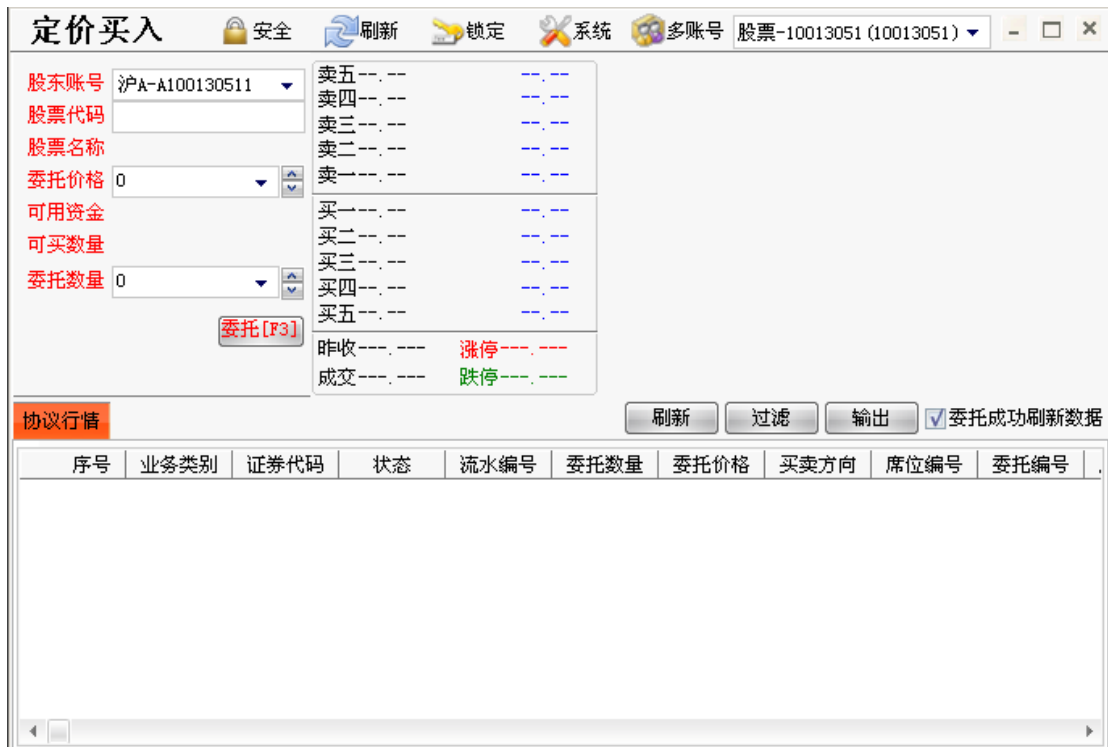 定价买入 安全 刷新 锁定 系统 多账号 股票-10013051(10013051)
股东账号 沪A-A100130511
股票代码
股票名称
委托价格 0
可用资金
可买数量
委托数量 0
委托[F3]
卖五--.-- --.--
卖四--.-- --.--
卖三--.-- --.--
卖二--.-- --.--
卖一--.-- --.--
买一--.-- --.--
买二--.-- --.--
买三--.-- --.--
买四--.-- --.--
买五--.-- --.--
昨收---.--- 涨停---.---
成交---.--- 跌停---.---
协议行情 刷新 过滤 输出 委托成功刷新数据
序号 业务类别 证券代码 状态 流水编号 委托数量 委托价格 买卖方向 席位编号 委托编号